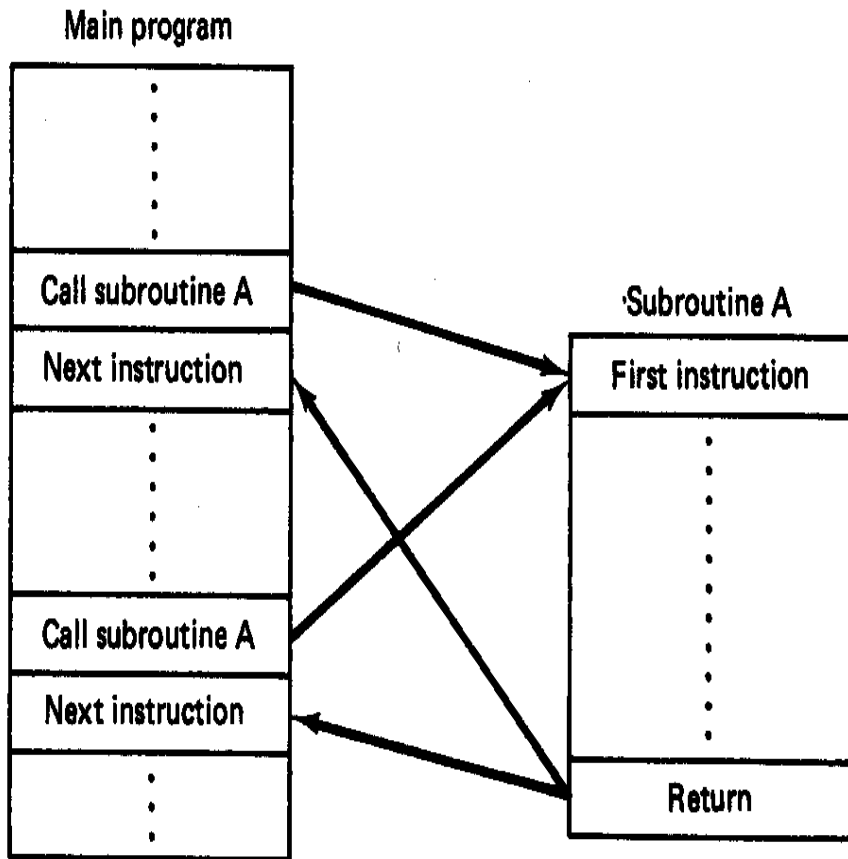 Main program
Call subroutine A
Next instruction
Call subroutine A
Next instruction
Subroutine A
First instruction
Return